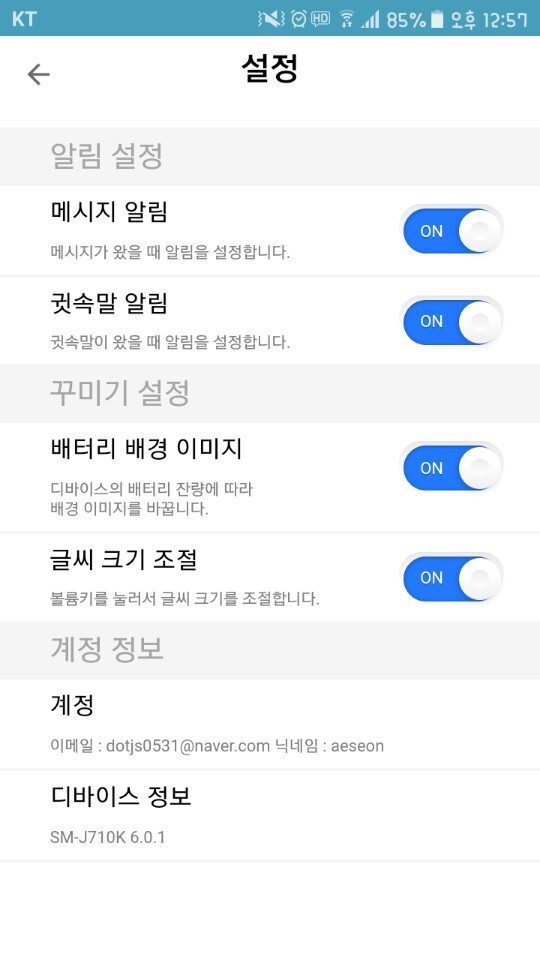 KT HD 85% 오후 12:57
설정
알림 설정
메시지 알림
메시지가 왔을 때 알림을 설정합니다.
ON
귓속말 알림
귓속말이 왔을 때 알림을 설정합니다.
ON
꾸미기 설정
배터리 배경 이미지
디바이스의 배터리 잔량에 따라
배경 이미지를 바꿉니다.
ON
글씨 크기 조절
볼륨키를 눌러서 글씨 크기를 조절합니다.
ON
계정 정보
계정
이메일 : dotjs0531@naver.com 닉네임 : aeseon
디바이스 정보
SM-J710K 6.0.1